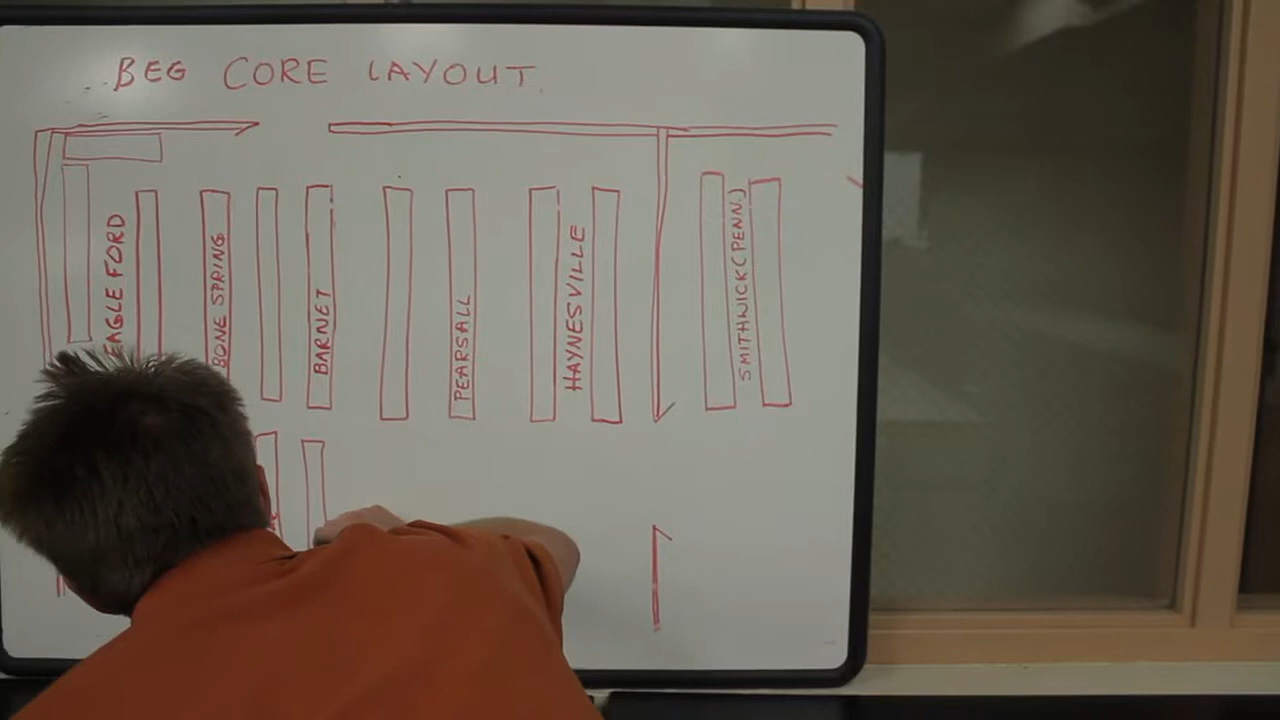 BEG CORE LAYOUT
EAGLE FORD
BONE SPRING
BARNET
PEARSALL
HAYNESVILLE
SMITHWICK (PENN.)